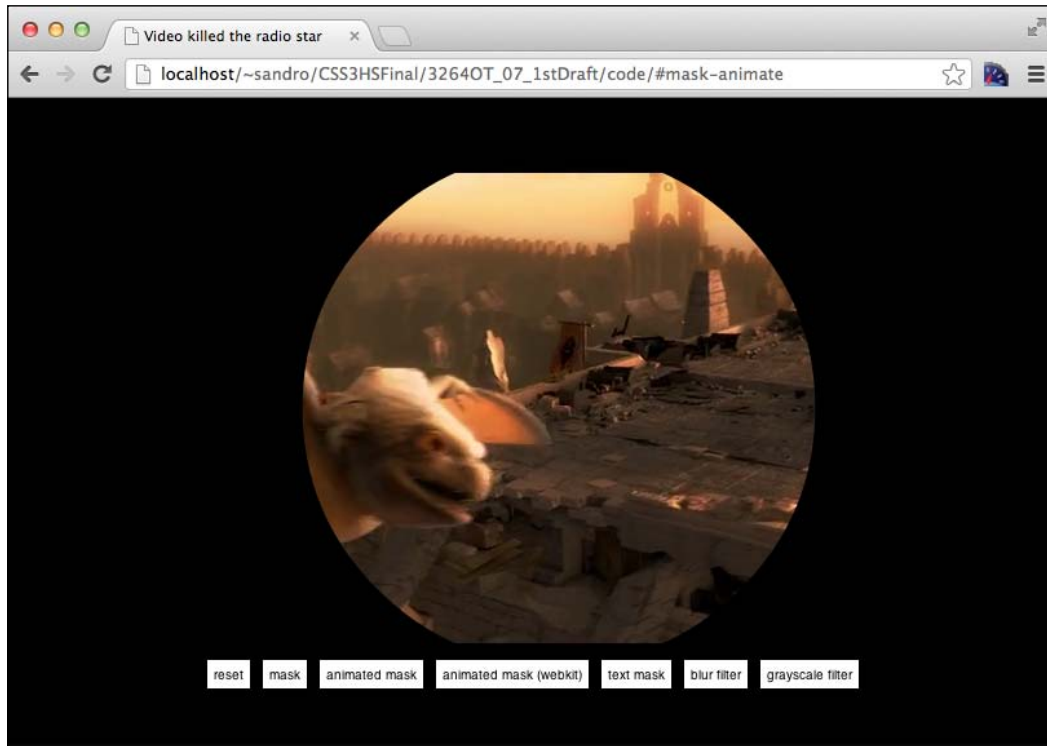 Video killed the radio star
localhost/~sandro/CSS3HSFinal/3264OT_07_1stDraft/code/#mask-animate
reset mask animated mask animated mask (webkit) text mask blur filter grayscale filter